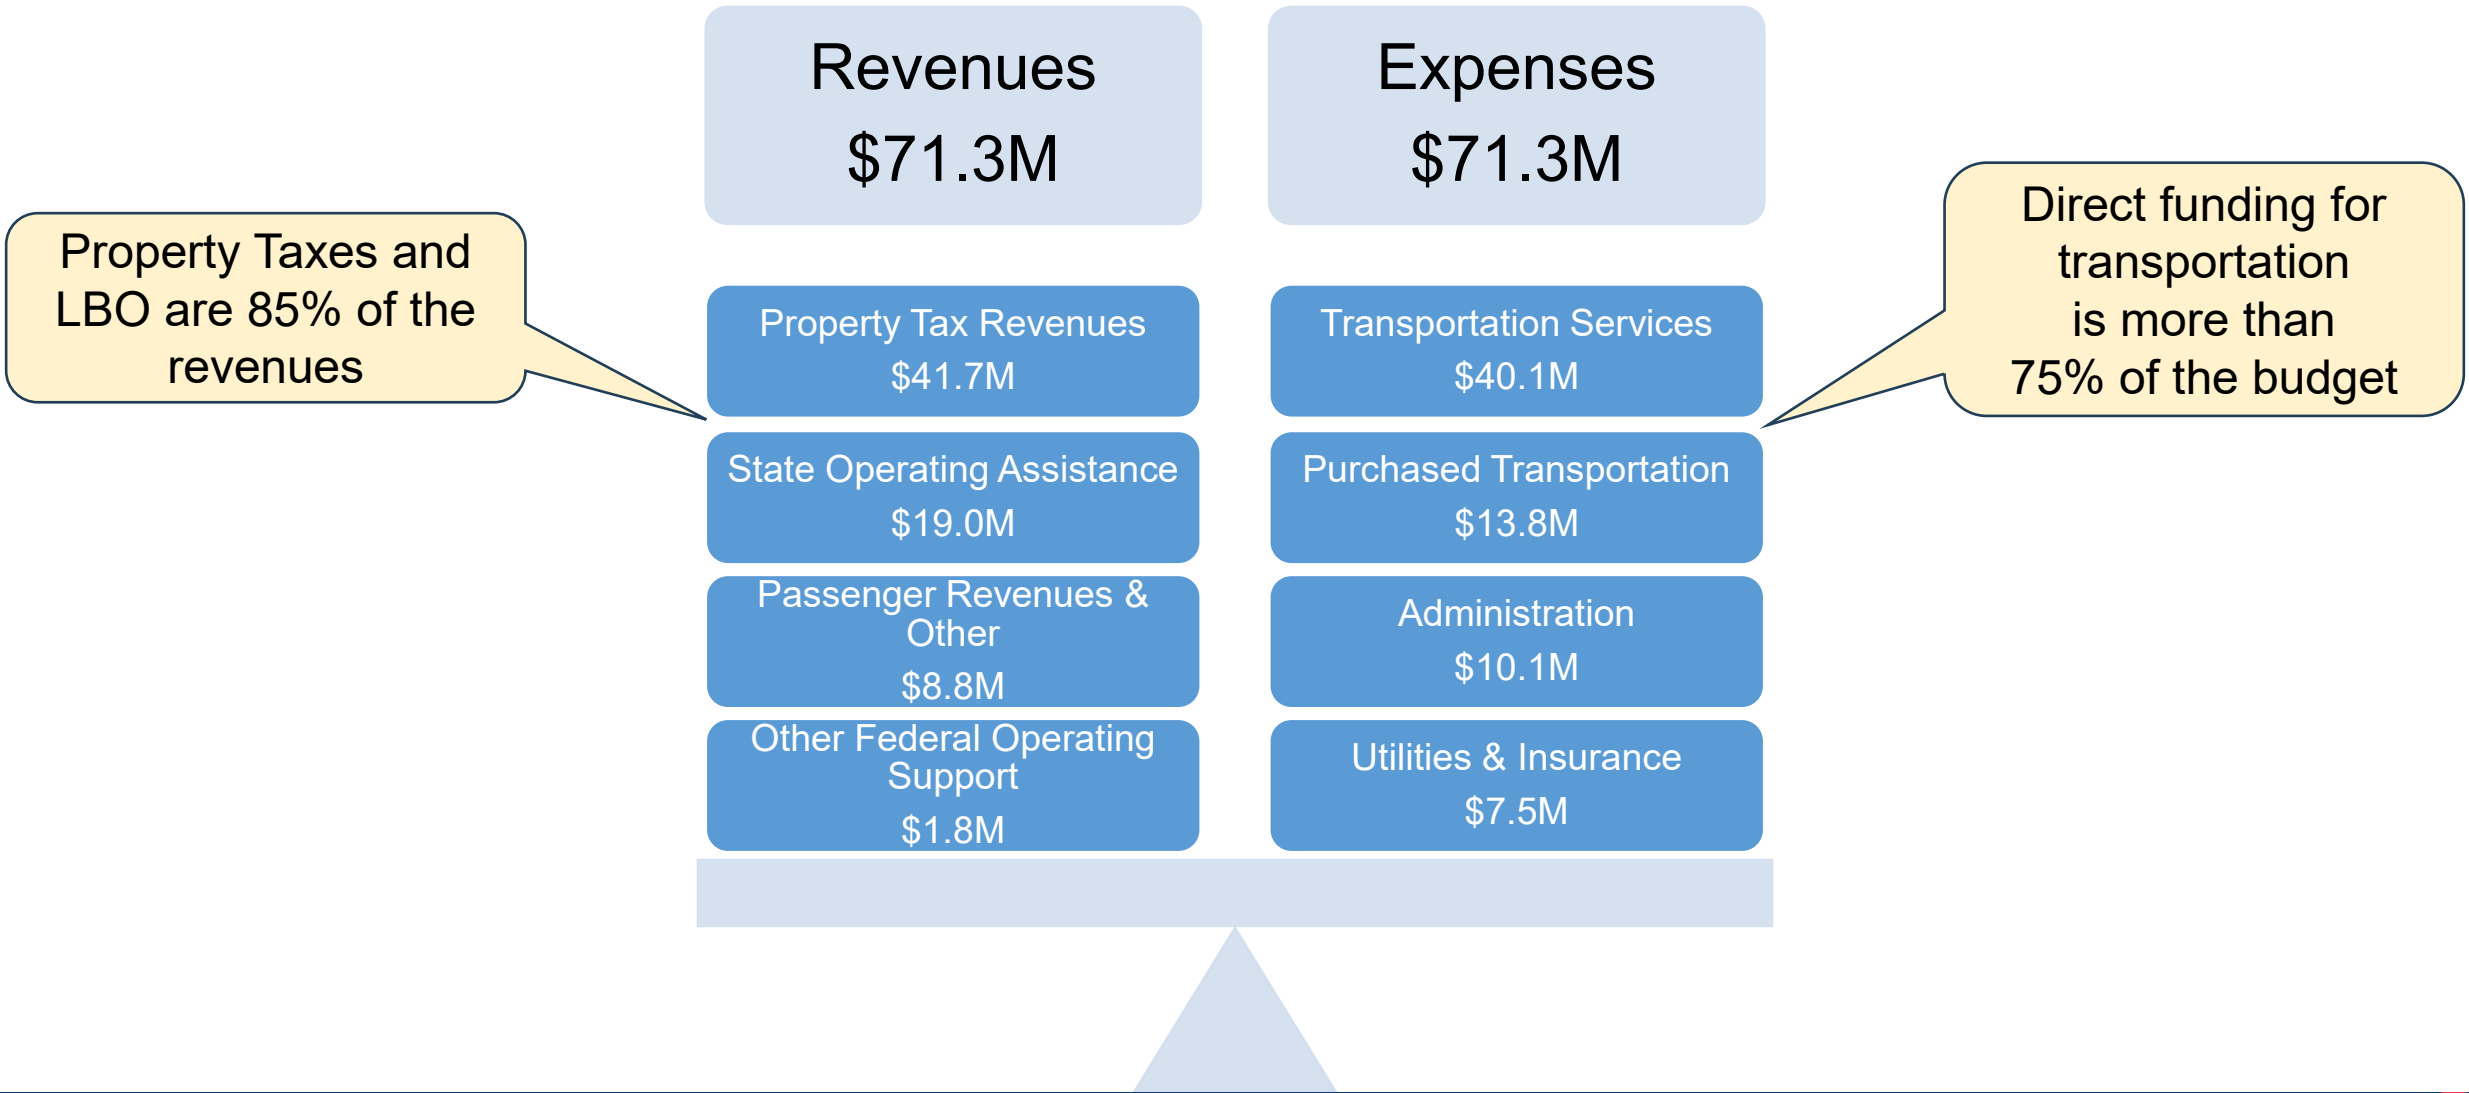 Revenues
$71.3M
Expenses
$71.3M
Property Taxes and
LBO are 85% of the
revenues
Direct funding for
transportation
is more than
75% of the budget
Property Tax Revenues
$41.7M
State Operating Assistance
$19.0M
Passenger Revenues &
Other
$8.8M
Other Federal Operating
Support
$1.8M
Transportation Services
$40.1M
Purchased Transportation
$13.8M
Administration
$10.1M
Utilities & Insurance
$7.5M